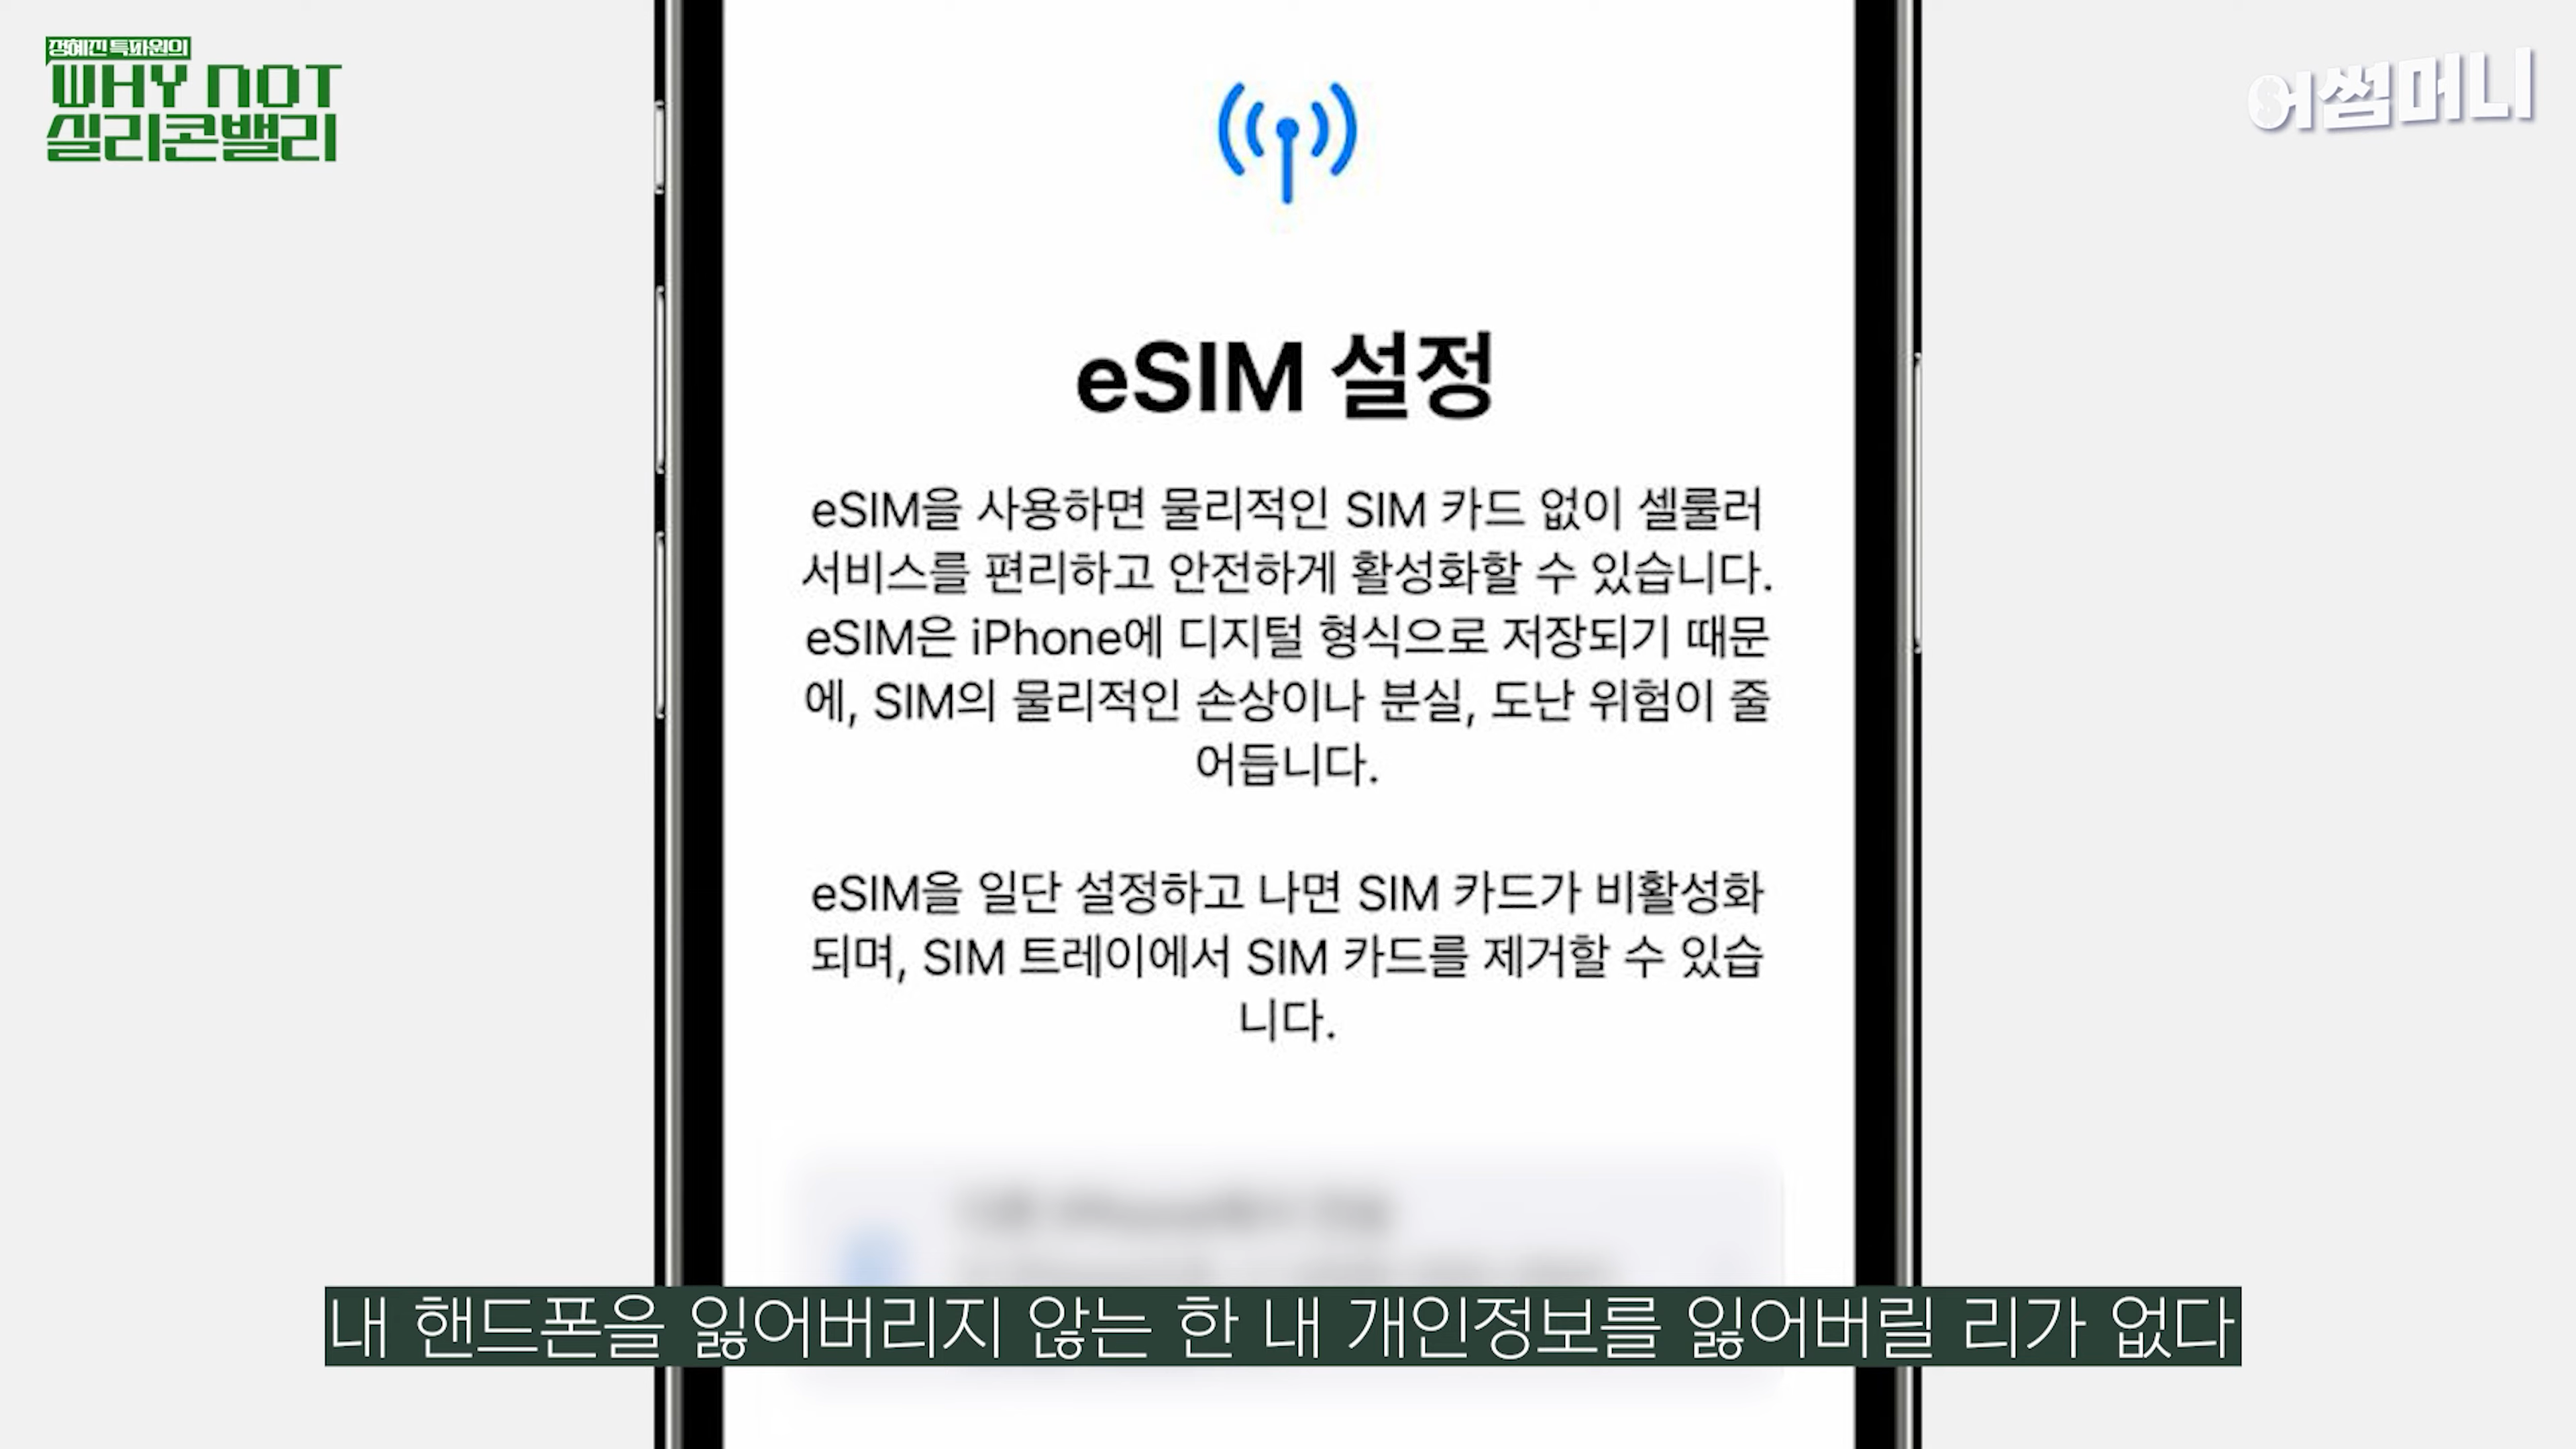 정혜진 특파원의
WHY NOT
실리콘밸리
어썸머니
eSIM 설정
eSIM을 사용하면 물리적인 SIM 카드 없이 셀룰러
서비스를 편리하고 안전하게 활성화할 수 있습니다.
eSIM은 iPhone에 디지털 형식으로 저장되기 때문
에, SIM의 물리적인 손상이나 분실, 도난 위험이 줄
어듭니다.
eSIM을 일단 설정하고 나면 SIM 카드가 비활성화
되며, SIM 트레이에서 SIM 카드를 제거할 수 있습
니다.
내 핸드폰을 잃어버리지 않는 한 내 개인정보를 잃어버릴 리가 없다